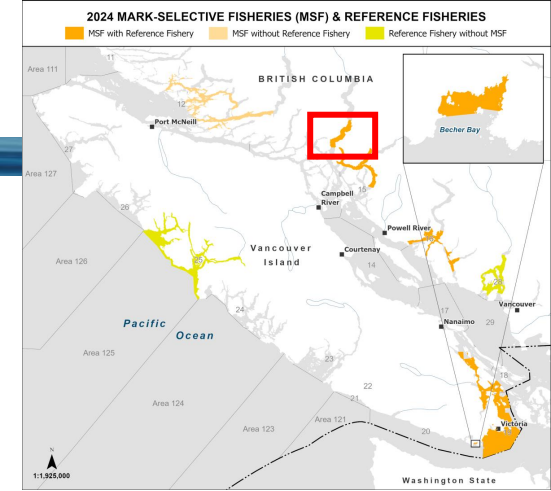 2024 MARK-SELECTIVE FISHERIES (MSF) & REFERENCE FISHERIES
MSF with Reference Fishery
MSF without Reference Fishery
Reference Fishery without MSF
Area 111
11
BRITISH COLUMBIA
12
Port McNeill
Becher Bay
27
Area 127
15
Campbell
River
26
Powell River
16
Vancouver
Island
Courtenay
14
25
Area 126
28
Vancouver
24
17
Nanaimo
29
Pacific
Ocean
Area 125
23
18
22
21
Area 124
Area 123
Area 121
20
Victoria
N
1:1,925,000
Washington State